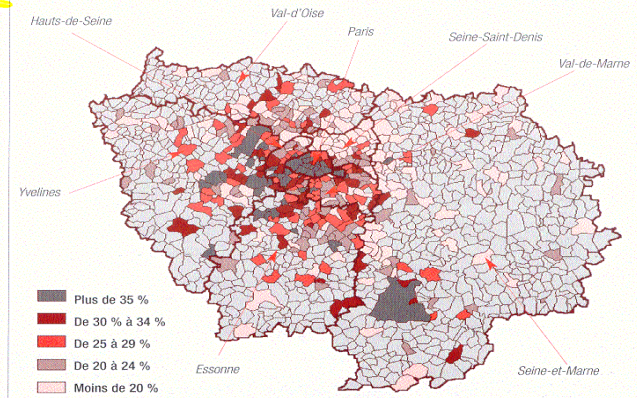 Hauts-de-Seine
Val-d'Oise
Paris
Seine-Saint-Denis
Val-de-Marne
Yvelines
Plus de 35 %
De 30 % à 34 %
De 25 à 29 %
De 20 à 24 %
Moins de 20 %
Essonne
Seine-et-Marne